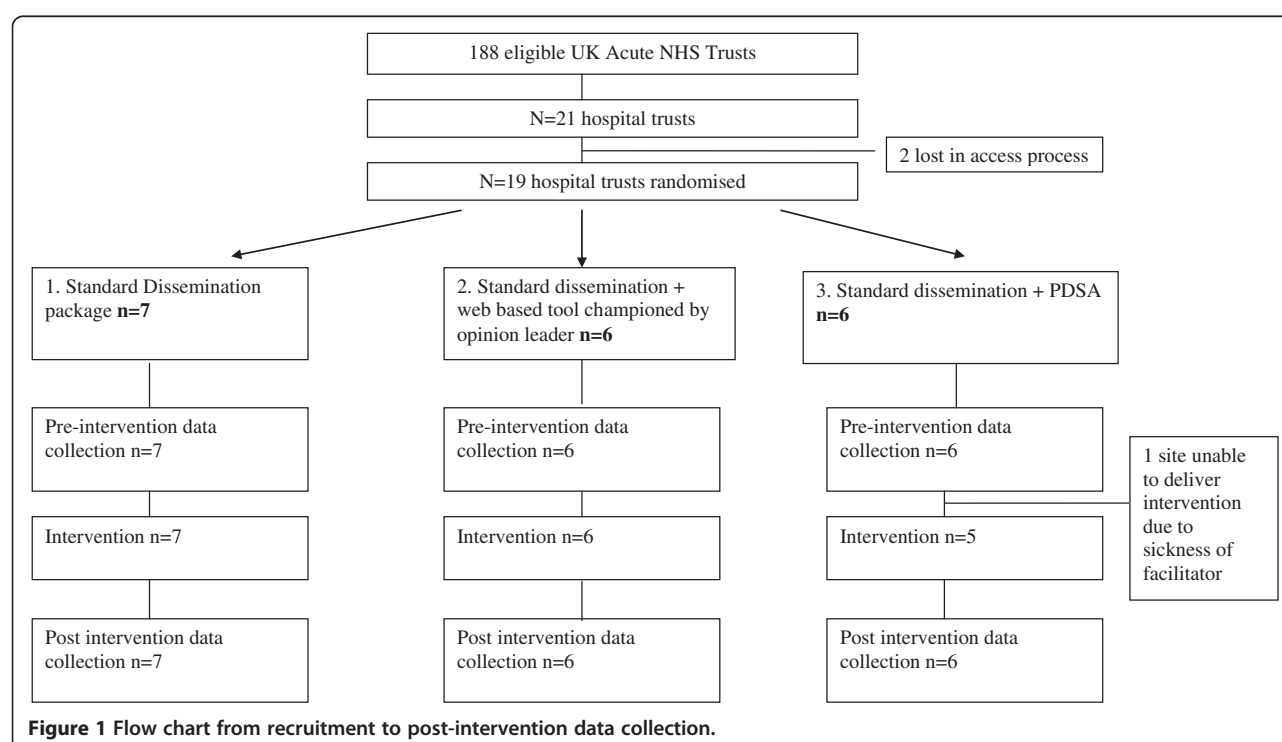 188 eligible UK Acute NHS Trusts
N=21 hospital trusts
2 lost in access process
N=19 hospital trusts randomised
1. Standard Dissemination
package n=7
2. Standard dissemination +
web based tool championed by
opinion leader n=6
3. Standard dissemination + PDSA
n=6
Pre-intervention data
collection n=7
Pre-intervention data
collection n=6
Pre-intervention data
collection n=6
1 site unable
to deliver
intervention
due to
sickness of
facilitator
Intervention n=7
Intervention n=6
Intervention n=5
Post intervention data
collection n=7
Post intervention data
collection n=6
Post intervention data
collection n=6
Figure 1 Flow chart from recruitment to post-intervention data collection.